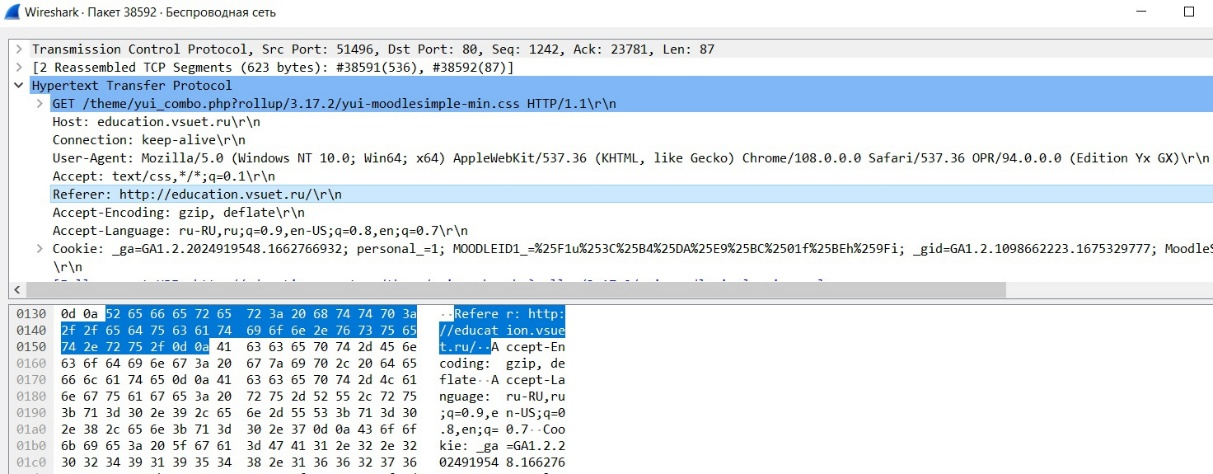 Wireshark · Пакет 38592 · Беспроводная сеть
> Transmission Control Protocol, Src Port: 51496, Dst Port: 80, Seq: 1242, Ack: 23781, Len: 87
> [2 Reassembled TCP Segments (623 bytes): #38591(536), #38592(87)]
Hypertext Transfer Protocol
> GET /theme/yui_combo.php?rollup/3.17.2/yui-moodlesimple-min.css HTTP/1.1\r\n
Host: education.vsuet.ru\r\n
Connection: keep-alive\r\n
User-Agent: Mozilla/5.0 (Windows NT 10.0; Win64; x64) AppleWebKit/537.36 (KHTML, like Gecko) Chrome/108.0.0.0 Safari/537.36 OPR/94.0.0.0 (Edition Yx GX)\r\n
Accept: text/css,*/*;q=0.1\r\n
Referer: http://education.vsuet.ru/\r\n
Accept-Encoding: gzip, deflate\r\n
Accept-Language: ru-RU,ru;q=0.9,en-US;q=0.8,en;q=0.7\r\n
> Cookie: _ga=GA1.2.2024919548.1662766932; personal_=1; MOODLEID1_=%25F1u%253C%25B4%25DA%25E9%25BC%2501f%25BEh%259Fi; _gid=GA1.2.1098662223.1675329777; MoodleS
\r\n
0130 0d 0a 52 65 66 65 72 65 72 3a 20 68 74 74 70 3a ··Refere r: http:
0140 2f 2f 65 64 75 63 61 74 69 6f 6e 2e 76 73 75 65 //educat ion.vsue
0150 74 2e 72 75 2f 0d 0a 41 63 63 65 70 74 2d 45 6e t.ru/··A ccept-En
0160 63 6f 64 69 6e 67 3a 20 67 7a 69 70 2c 20 64 65 coding: gzip, de
0170 66 6c 61 74 65 0d 0a 41 63 63 65 70 74 2d 4c 61 flate··A ccept-La
0180 6e 67 75 61 67 65 3a 20 72 75 2d 52 55 2c 72 75 nguage: ru-RU,ru
0190 3b 71 3d 30 2e 39 2c 65 6e 2d 55 53 3b 71 3d 30 ;q=0.9,e n-US;q=0
01a0 2e 38 2c 65 6e 3b 71 3d 30 2e 37 0d 0a 43 6f 6f .8,en;q= 0.7··Coo
01b0 6b 69 65 3a 20 5f 67 61 3d 47 41 31 2e 32 2e 32 kie: _ga =GA1.2.2
01c0 30 32 34 39 31 39 35 34 38 2e 31 36 36 32 37 36 02491954 8.166276